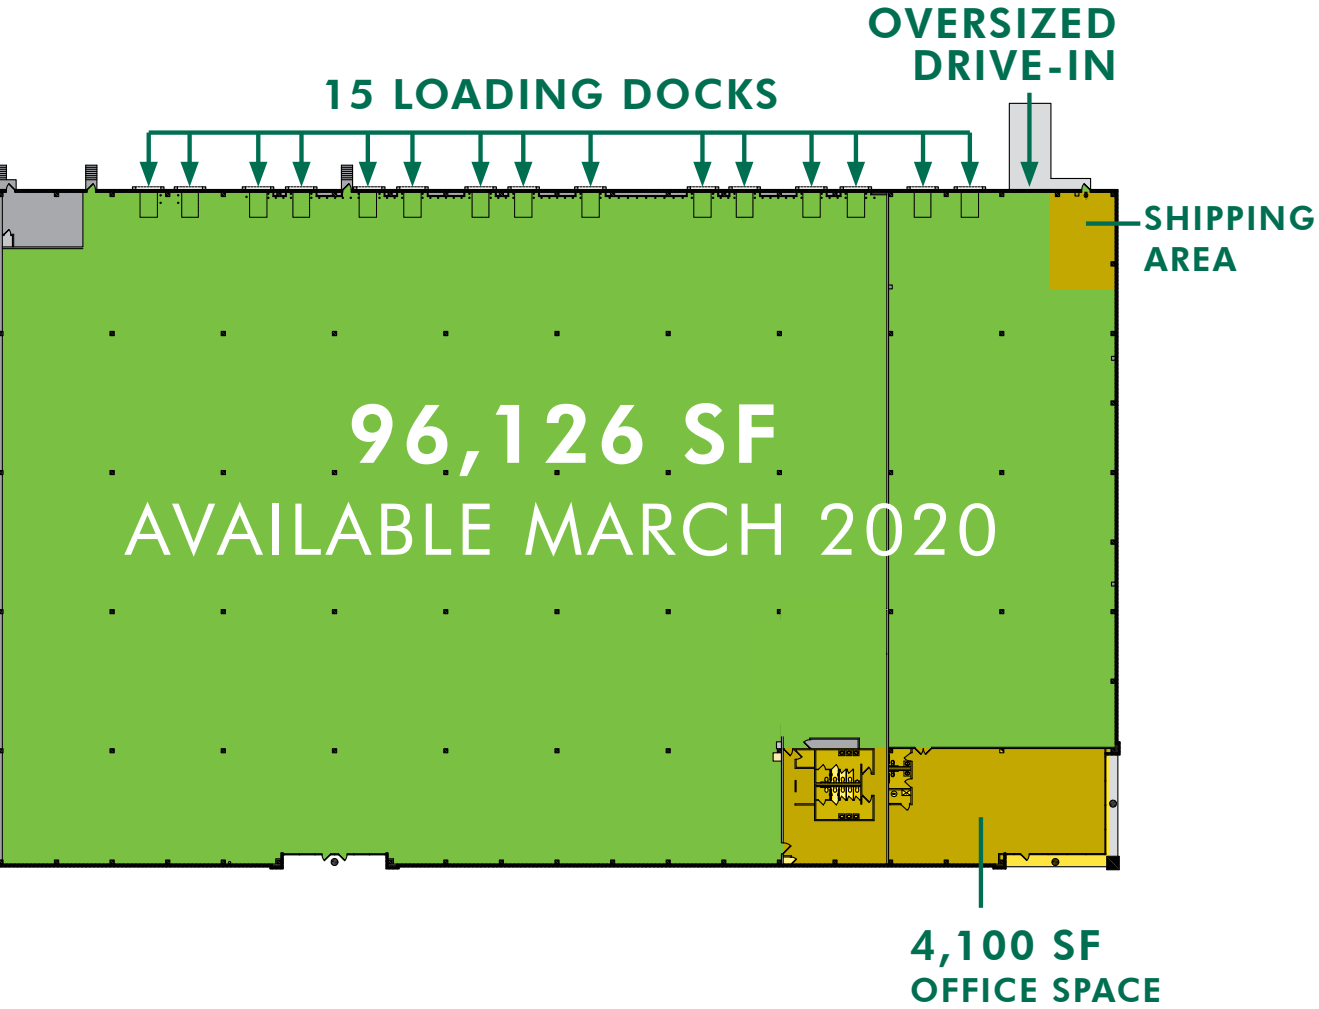 OVERSIZED
DRIVE-IN
15 LOADING DOCKS
SHIPPING
AREA
96,126 SF
AVAILABLE MARCH 2020
4,100 SF
OFFICE SPACE